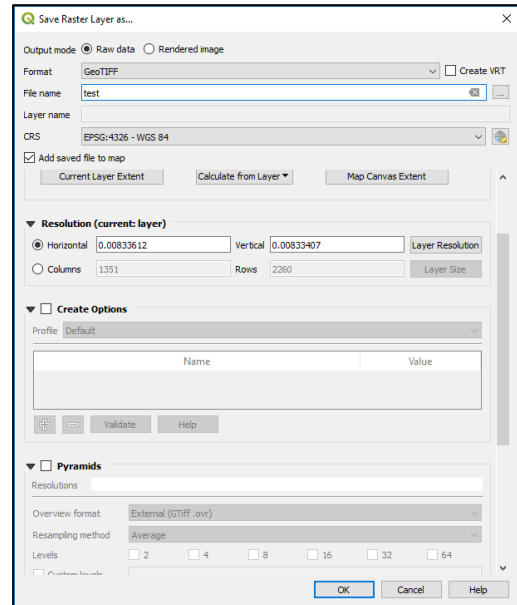 Save Raster Layer as...
Output mode Raw data Rendered image
Format GeoTIFF Create VRT
File name test ...
Layer name
CRS EPSG:4326 - WGS 84
Add saved file to map
Current Layer Extent Calculate from Layer Map Canvas Extent
Resolution (current: layer)
Horizontal 0.00833612 Vertical 0.00833407 Layer Resolution
Columns 1351 Rows 2260 Layer Size
Create Options
Profile Default
Name Value
Validate Help
Pyramids
Resolutions
Overview format External (GTiff .ovr)
Resampling method Average
Levels 2 4 8 16 32 64
Custom levels
OK Cancel Help